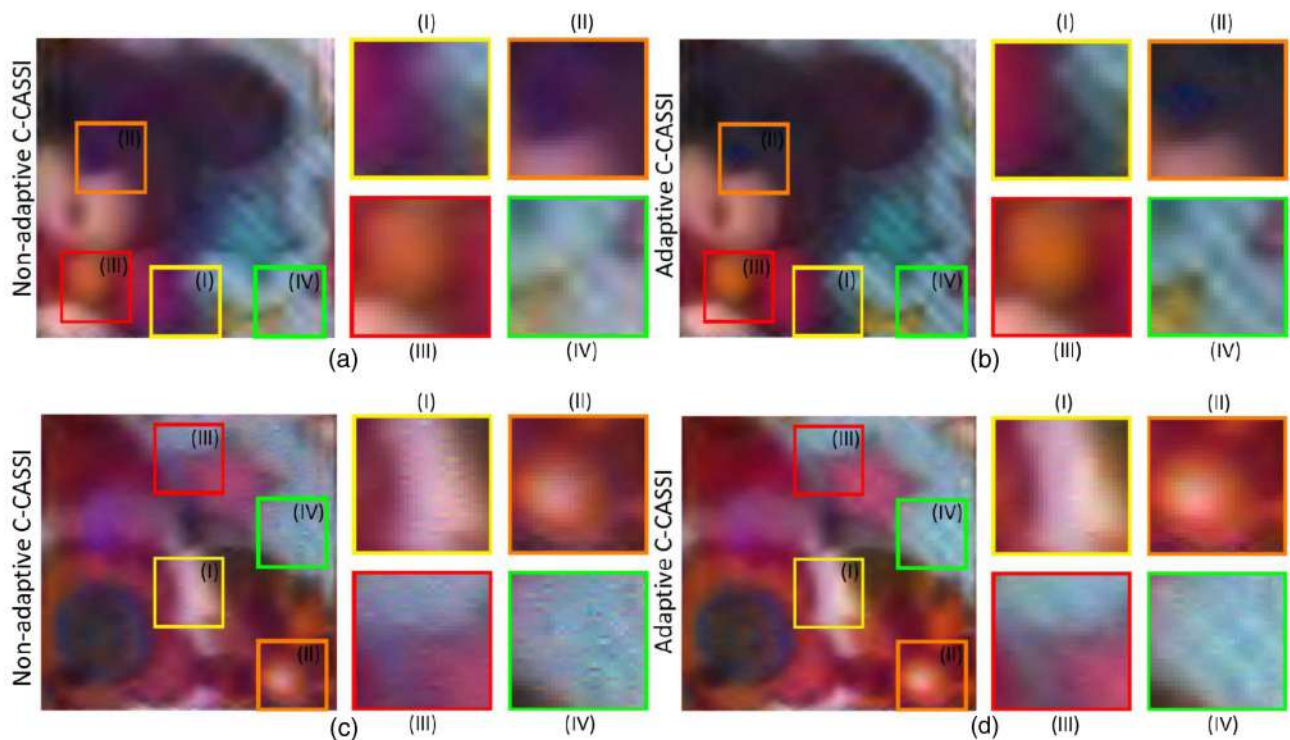 (I)
(II)
Non-adaptive C-CASSI
(II)
(III)
(I)
(IV)
(III)
(IV)
(a)
(I)
(II)
Adaptive C-CASSI
(II)
(III)
(I)
(IV)
(III)
(IV)
(b)
(I)
(II)
Non-adaptive C-CASSI
(III)
(IV)
(I)
(II)
(III)
(IV)
(c)
(I)
(II)
Adaptive C-CASSI
(III)
(IV)
(I)
(II)
(III)
(IV)
(d)